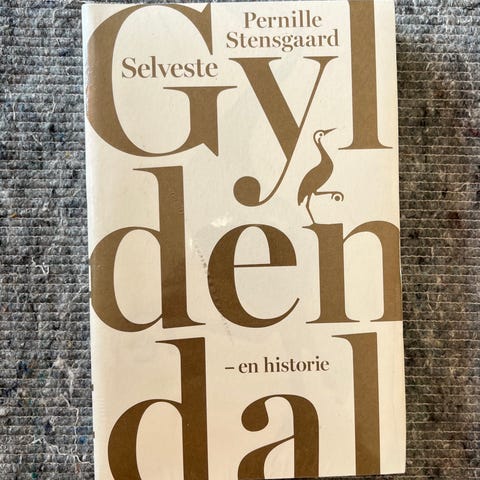 Pernille
Stensgaard
Selveste
Gyl
den
dal
– en historie